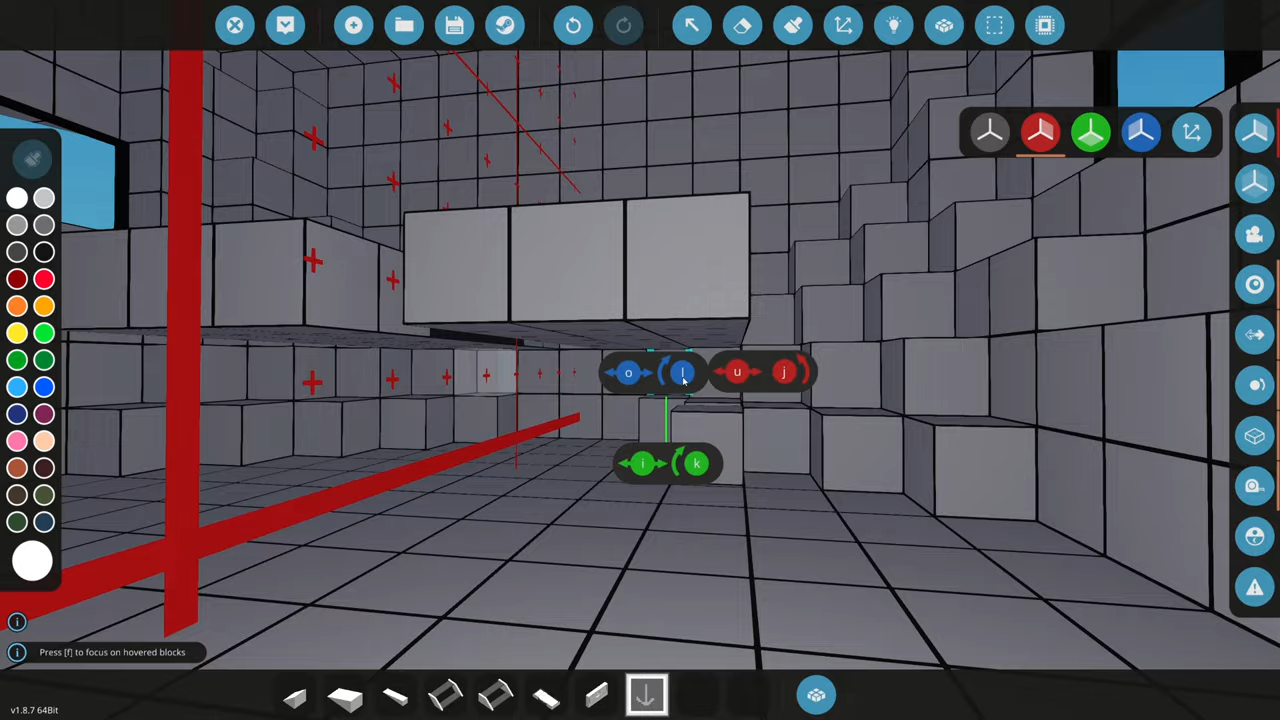 o l u j
i k
Press [f] to focus on hovered blocks
v1.8.7 64Bit